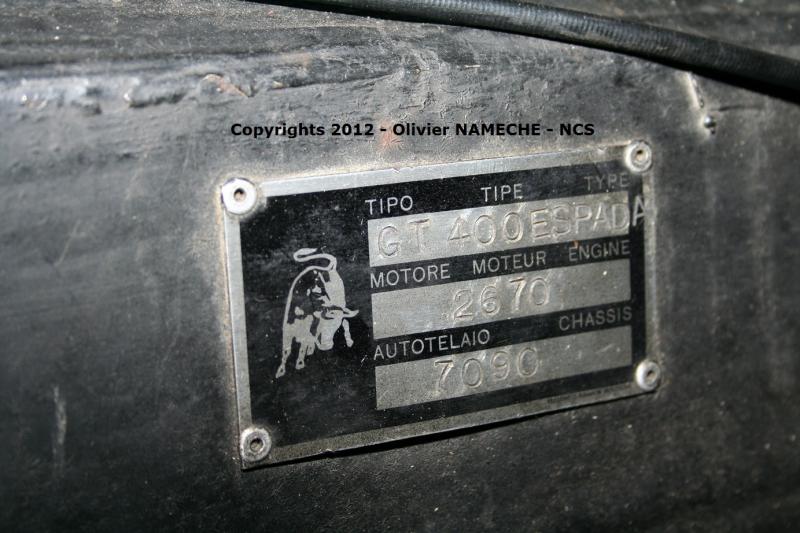 Copyrights 2012 - Olivier NAMECHE - NCS
TIPO TIPE TYPE
GT 400ESPADA
MOTORE MOTEUR ENGINE
2670
AUTOTELAIO CHASSIS
7090